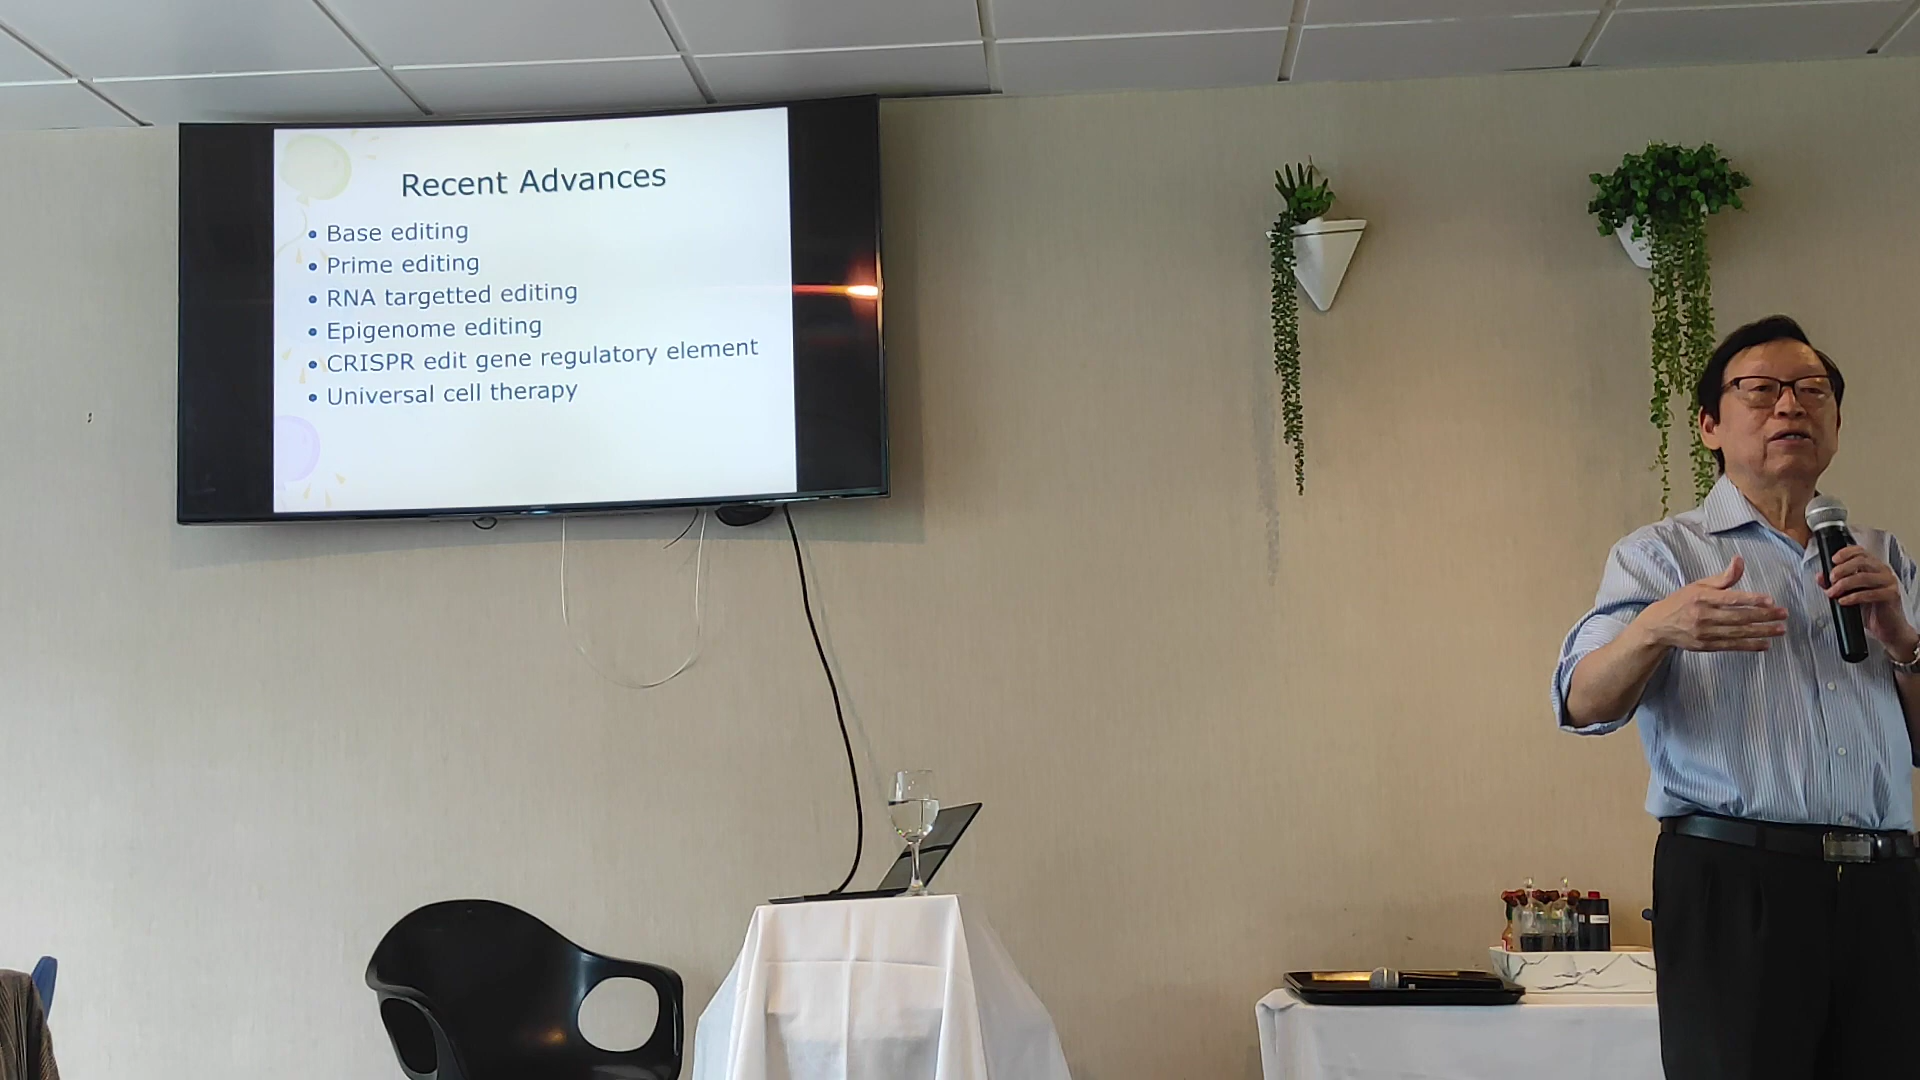 Recent Advances
• Base editing
• Prime editing
• RNA targetted editing
• Epigenome editing
• CRISPR edit gene regulatory element
• Universal cell therapy